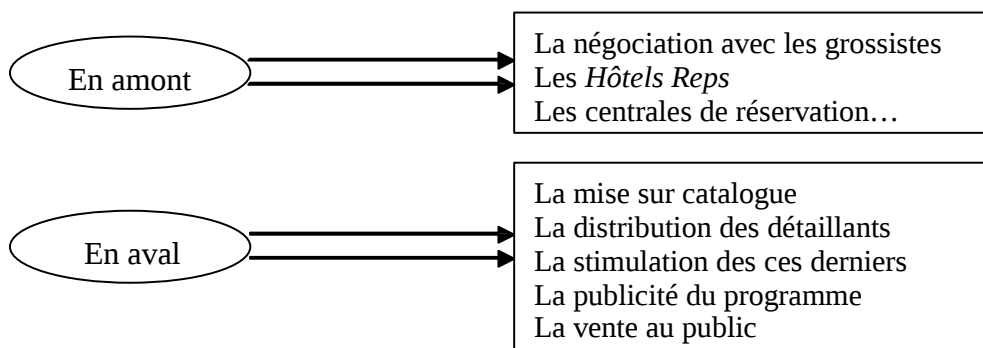 En amont
La négociation avec les grossistes
Les Hôtels Reps
Les centrales de réservation…
En aval
La mise sur catalogue
La distribution des détaillants
La stimulation des ces derniers
La publicité du programme
La vente au public